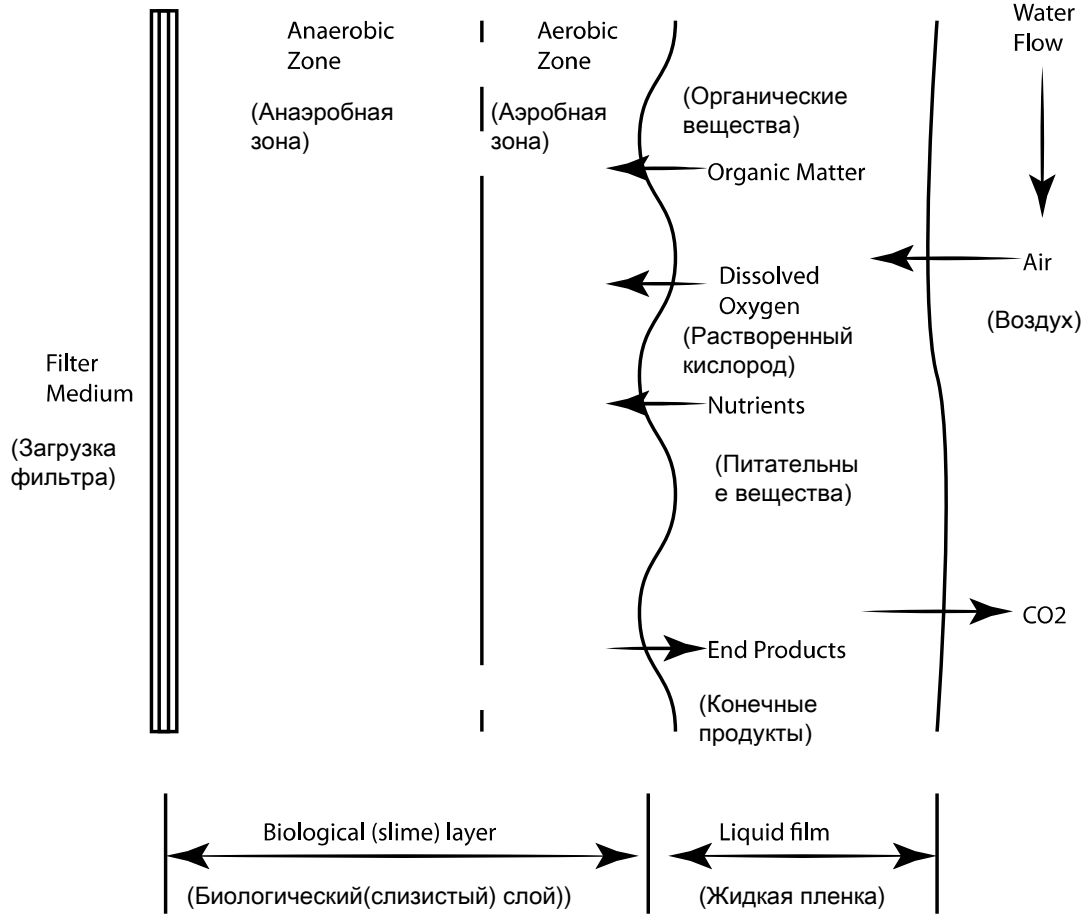 Anaerobic
Zone
(Анаэробная
зона)
Aerobic
Zone
(Аэробная
зона)
(Органические
вещества)
Organic Matter
Water
Flow
Air
(Воздух)
Dissolved
Oxygen
(Растворенный
кислород)
Filter
Medium
(Загрузка
фильтра)
Nutrients
(Питательны
е вещества)
CO2
End Products
(Конечные
продукты)
Biological (slime) layer
(Биологический(слизистый) слой))
Liquid film
(Жидкая пленка)